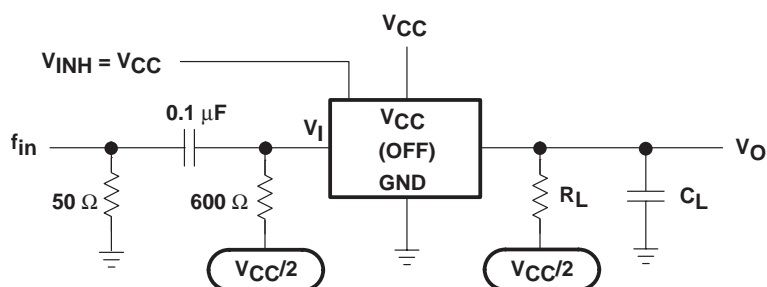 VCC
VINH = VCC
0.1 μF
fin
VI
VCC
(OFF)
GND
VO
50 Ω
600 Ω
RL
CL
VCC/2
VCC/2